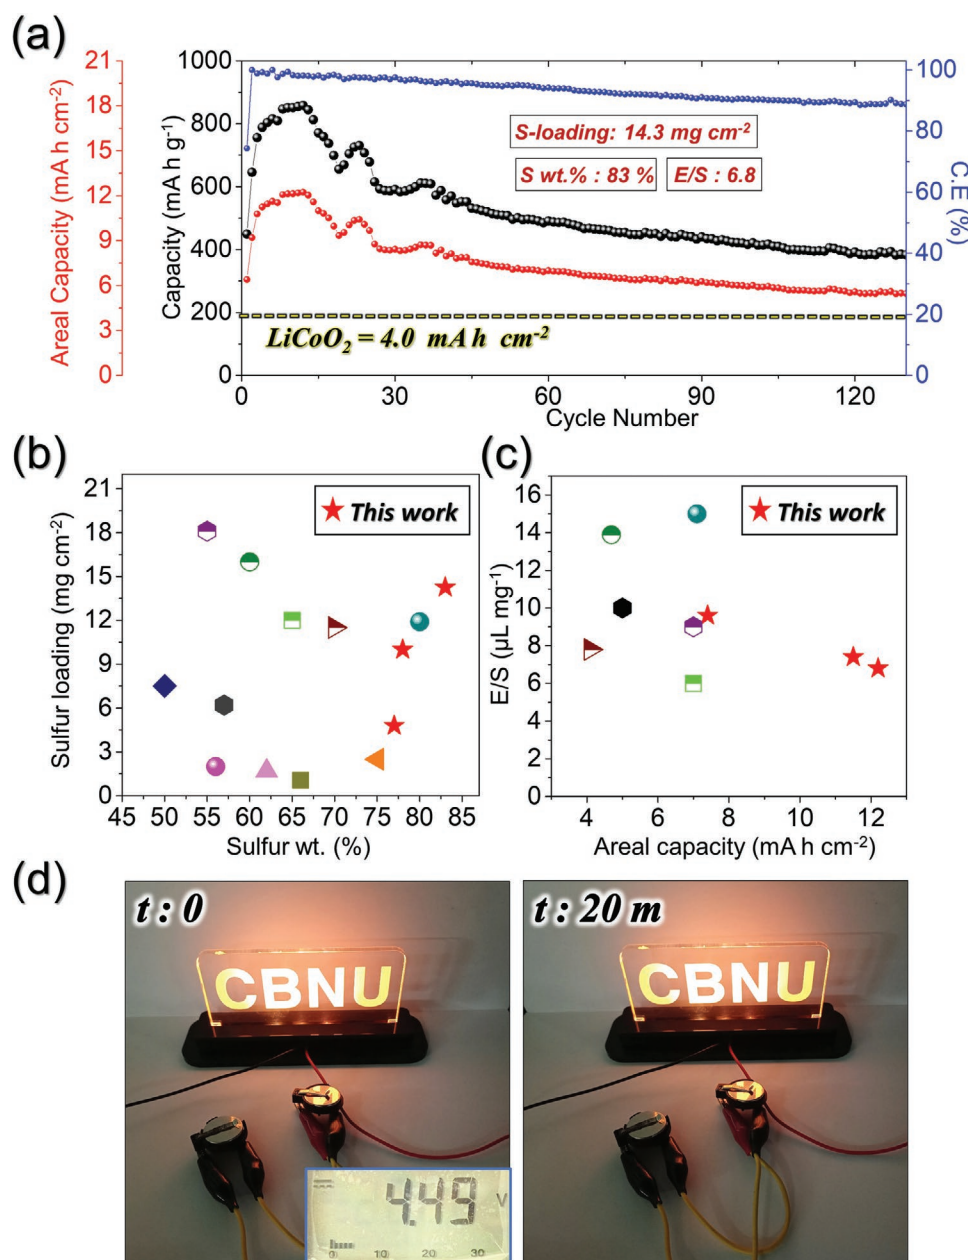 (a)
21
18
15
12
9
6
3
0
Areal Capacity (mA h cm-2)
1000
800
600
400
200
0
Capacity (mA h g-1)
S-loading: 14.3 mg cm-2
S wt.% : 83 %
E/S : 6.8
LiCoO2 = 4.0 mA h cm-2
100
80
60
40
20
0
C.E (%)
0 30 60 90 120
Cycle Number
(b)
21
18
15
12
9
6
3
0
Sulfur loading (mg cm-2)
This work
45 50 55 60 65 70 75 80 85
Sulfur wt. (%)
(c)
16
14
12
10
8
6
4
2
0
E/S (μL mg-1)
This work
4 6 8 10 12
Areal capacity (mA h cm-2)
(d)
t : 0
CBNU
4.49 V
0 10 20 30
t : 20 m
CBNU